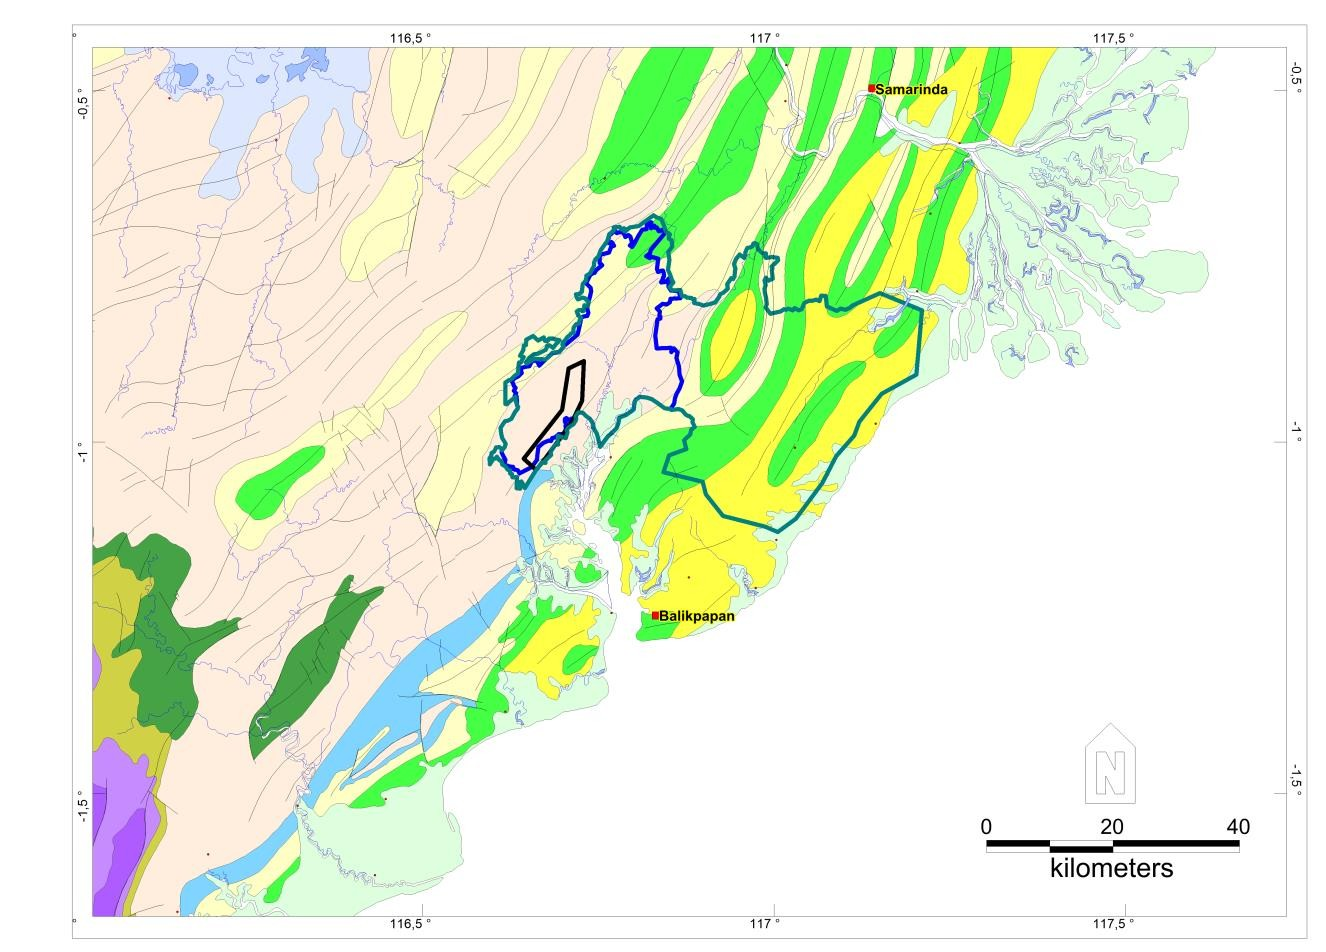 116,5 ° 117 ° 117,5 °
-0,5 ° -0,5 °
Samarinda
-1 ° -1 °
Balikpapan
N
-1,5 ° -1,5 °
0 20 40
kilometers
116,5 ° 117 ° 117,5 °